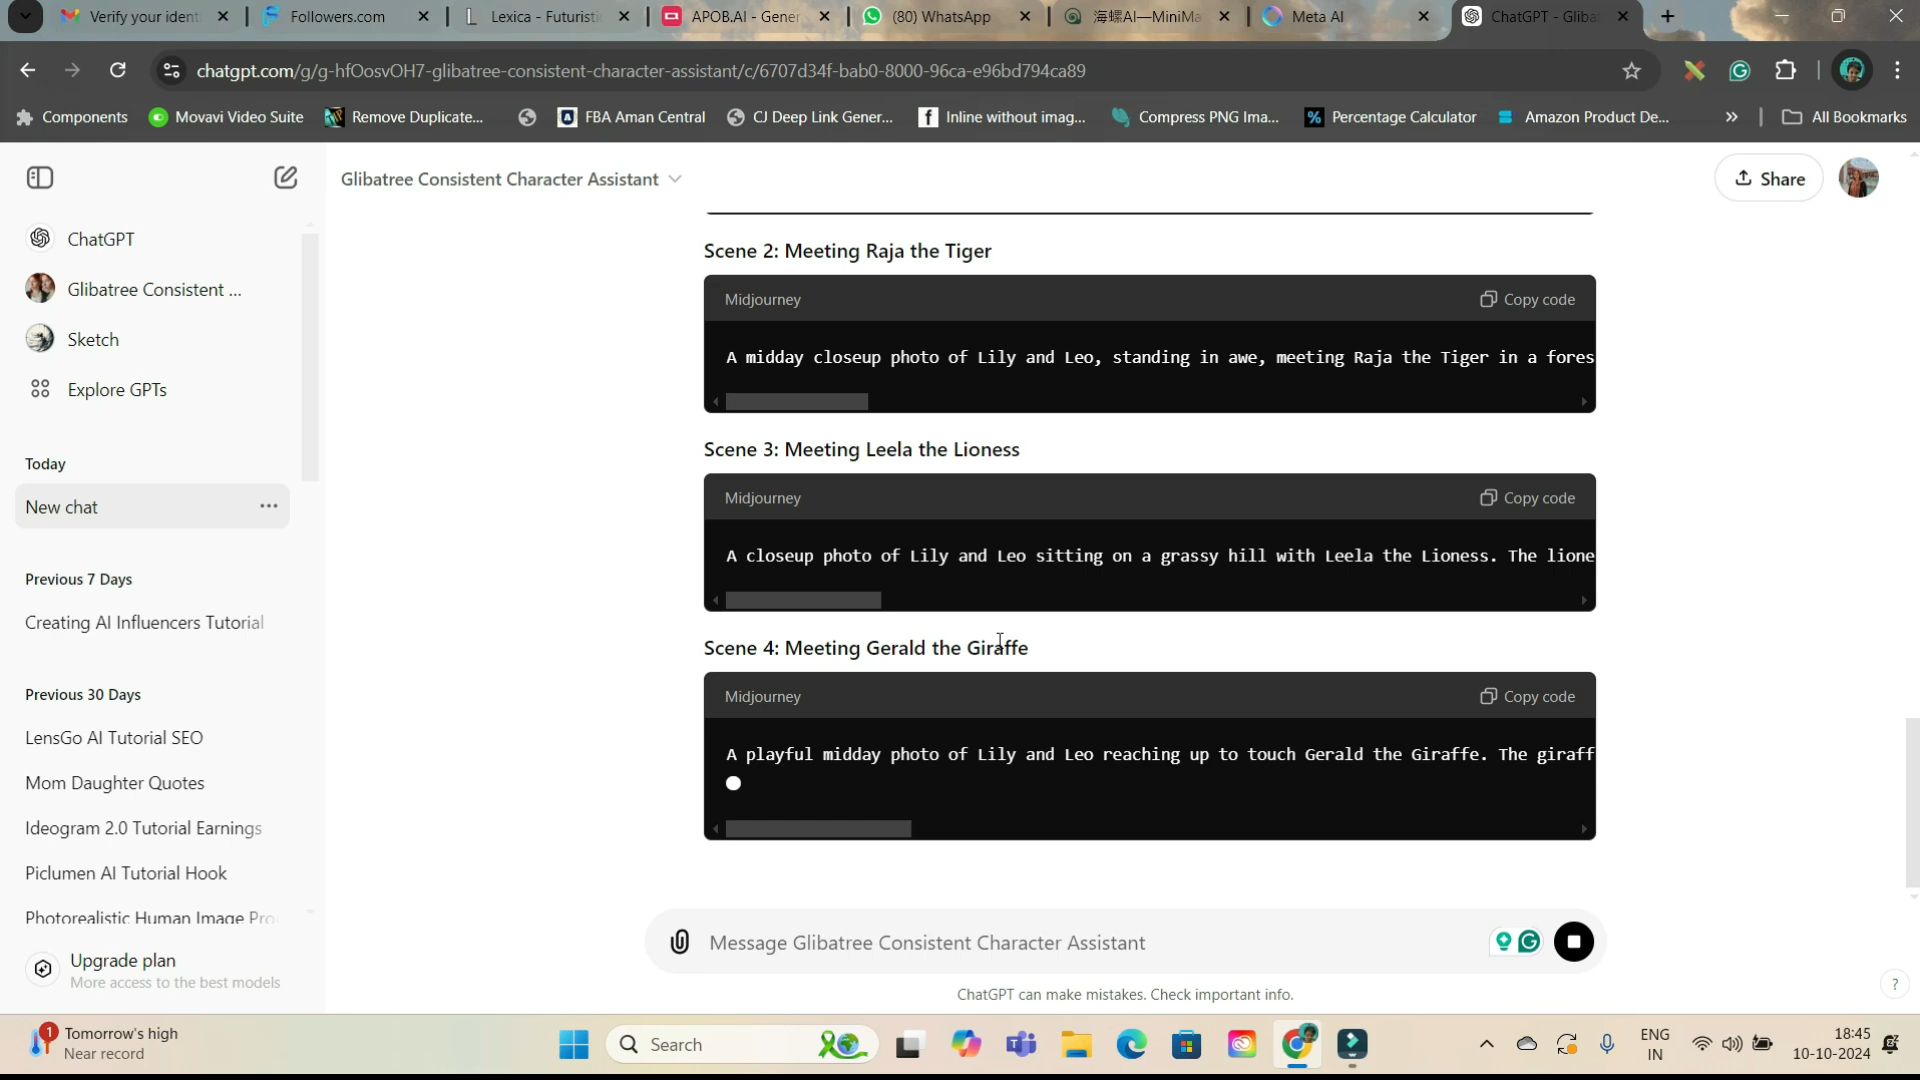 Verify your ident
Followers.com
Lexica - Futuristi
APOB.AI - Gener
(80) WhatsApp
海螺AI—MiniMa
Meta AI
ChatGPT - Gliba
chatgpt.com/g/g-hfOosvOH7-glibatree-consistent-character-assistant/c/6707d34f-bab0-8000-96ca-e96bd794ca89
Components
Movavi Video Suite
Remove Duplicate...
FBA Aman Central
CJ Deep Link Gener...
Inline without imag...
Compress PNG Ima...
Percentage Calculator
Amazon Product De...
All Bookmarks
ChatGPT
Glibatree Consistent ...
Sketch
Explore GPTs
Today
New chat
Previous 7 Days
Creating AI Influencers Tutorial
Previous 30 Days
LensGo AI Tutorial SEO
Mom Daughter Quotes
Ideogram 2.0 Tutorial Earnings
Piclumen AI Tutorial Hook
Photorealistic Human Image Pro
Upgrade plan
More access to the best models
Glibatree Consistent Character Assistant
Share
Scene 2: Meeting Raja the Tiger
Midjourney
Copy code
A midday closeup photo of Lily and Leo, standing in awe, meeting Raja the Tiger in a fores
Scene 3: Meeting Leela the Lioness
Midjourney
Copy code
A closeup photo of Lily and Leo sitting on a grassy hill with Leela the Lioness. The lione
Scene 4: Meeting Gerald the Giraffe
Midjourney
Copy code
A playful midday photo of Lily and Leo reaching up to touch Gerald the Giraffe. The giraff
Message Glibatree Consistent Character Assistant
ChatGPT can make mistakes. Check important info.
?
1
Tomorrow's high
Near record
Search
ENG
IN
18:45
10-10-2024